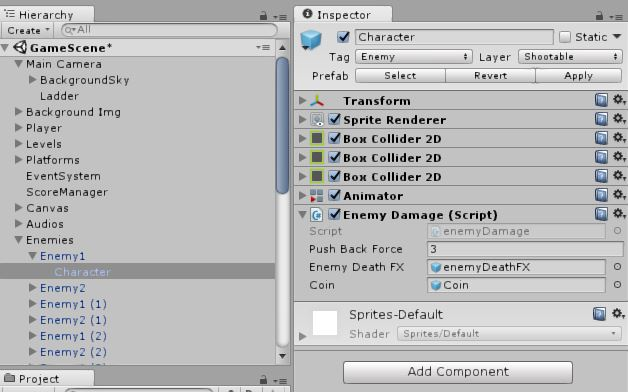 Hierarchy
Create All
GameScene*
Main Camera
BackgroundSky
Ladder
Background Img
Player
Levels
Platforms
EventSystem
ScoreManager
Canvas
Audios
Enemies
Enemy1
Character
Enemy2
Enemy1 (1)
Enemy2 (1)
Enemy1 (2)
Enemy2 (2)
Project
Create
Inspector
Character Static
Tag Enemy Layer Shootable
Prefab Select Revert Apply
Transform
Sprite Renderer
Box Collider 2D
Box Collider 2D
Box Collider 2D
Animator
Enemy Damage (Script)
Script enemyDamage
Push Back Force 3
Enemy Death FX enemyDeathFX
Coin Coin
Sprites-Default
Shader Sprites/Default
Add Component